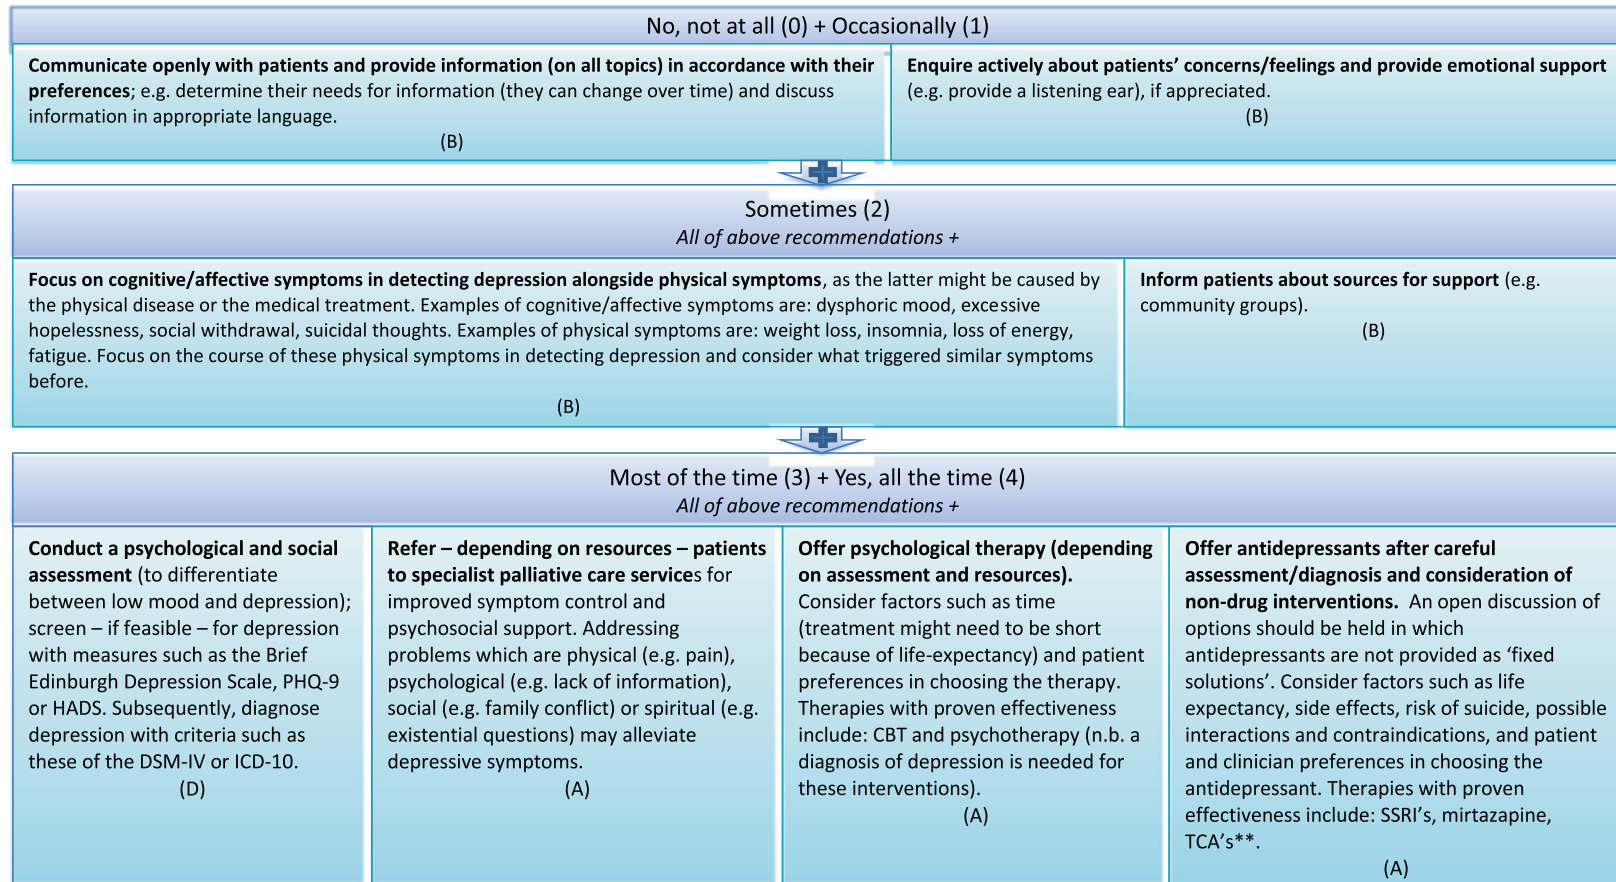 No, not at all (0) + Occasionally (1)
Communicate openly with patients and provide information (on all topics) in accordance with their
preferences; e.g. determine their needs for information (they can change over time) and discuss
information in appropriate language.
(B)
Enquire actively about patients’ concerns/feelings and provide emotional support
(e.g. provide a listening ear), if appreciated.
(B)
Sometimes (2)
All of above recommendations +
Focus on cognitive/affective symptoms in detecting depression alongside physical symptoms, as the latter might be caused by
the physical disease or the medical treatment. Examples of cognitive/affective symptoms are: dysphoric mood, excessive
hopelessness, social withdrawal, suicidal thoughts. Examples of physical symptoms are: weight loss, insomnia, loss of energy,
fatigue. Focus on the course of these physical symptoms in detecting depression and consider what triggered similar symptoms
before.
(B)
Inform patients about sources for support (e.g.
community groups).
(B)
Most of the time (3) + Yes, all the time (4)
All of above recommendations +
Conduct a psychological and social
assessment (to differentiate
between low mood and depression);
screen – if feasible – for depression
with measures such as the Brief
Edinburgh Depression Scale, PHQ-9
or HADS. Subsequently, diagnose
depression with criteria such as
these of the DSM-IV or ICD-10.
(D)
Refer – depending on resources – patients
to specialist palliative care services for
improved symptom control and
psychosocial support. Addressing
problems which are physical (e.g. pain),
psychological (e.g. lack of information),
social (e.g. family conflict) or spiritual (e.g.
existential questions) may alleviate
depressive symptoms.
(A)
Offer psychological therapy (depending
on assessment and resources).
Consider factors such as time
(treatment might need to be short
because of life-expectancy) and patient
preferences in choosing the therapy.
Therapies with proven effectiveness
include: CBT and psychotherapy (n.b. a
diagnosis of depression is needed for
these interventions).
(A)
Offer antidepressants after careful
assessment/diagnosis and consideration of
non-drug interventions.  An open discussion of
options should be held in which
antidepressants are not provided as ‘fixed
solutions’. Consider factors such as life
expectancy, side effects, risk of suicide, possible
interactions and contraindications, and patient
and clinician preferences in choosing the
antidepressant. Therapies with proven
effectiveness include: SSRI’s, mirtazapine,
TCA’s**.
(A)